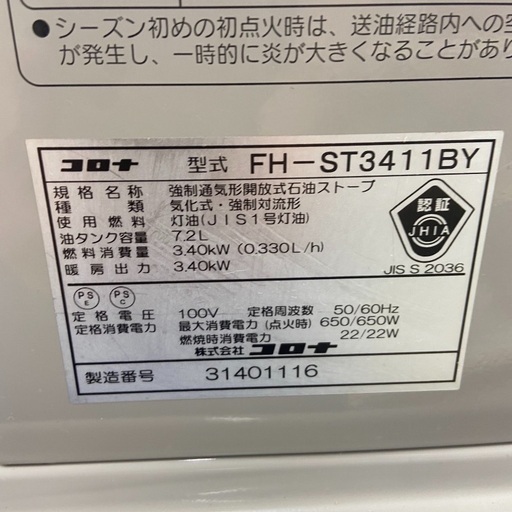 ●シーズン初めの初点火時は、送油経路内への空
が発生し、一時的に炎が大きくなることがあり
コロナ 型式 FH-ST3411BY
規格名称 強制通気形開放式石油ストーブ
種類 気化式・強制対流形
使用燃料 灯油(JIS1号灯油)
油タンク容量 7.2L
燃料消費量 3.40kW (0.330L/h)
暖房出力 3.40kW
認証
JHIA
JIS S 2036
PS E PS C
定格電圧 100V 定格周波数 50/60Hz
定格消費電力 最大消費電力(点火時) 650/650W
燃焼時消費電力 22/22W
株式会社 コロナ
製造番号 31401116